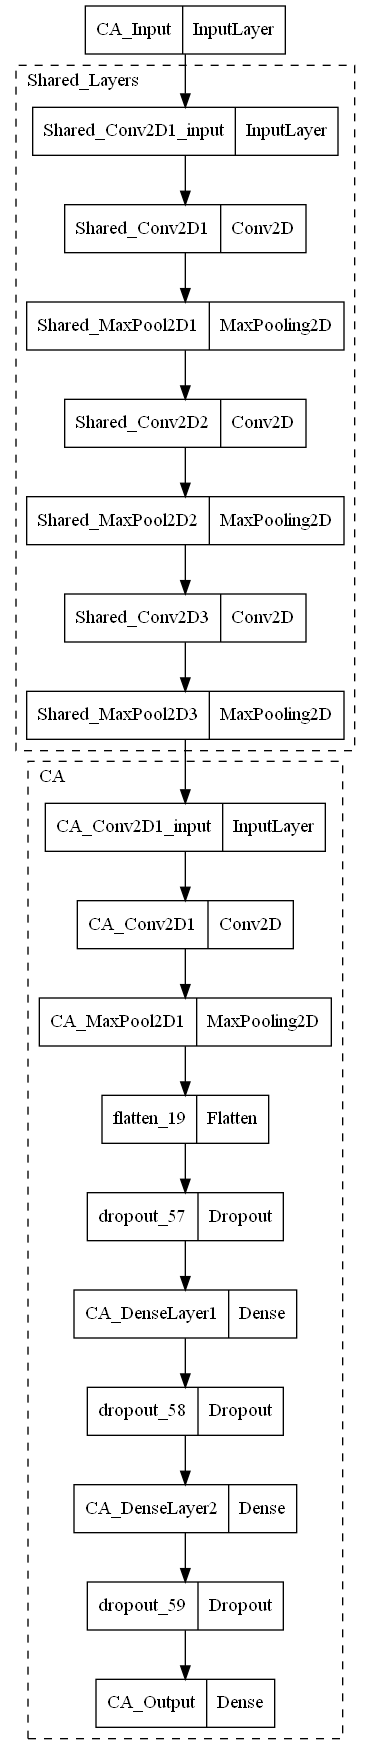 CA_Input InputLayer
Shared_Layers
Shared_Conv2D1_input InputLayer
Shared_Conv2D1 Conv2D
Shared_MaxPool2D1 MaxPooling2D
Shared_Conv2D2 Conv2D
Shared_MaxPool2D2 MaxPooling2D
Shared_Conv2D3 Conv2D
Shared_MaxPool2D3 MaxPooling2D
CA
CA_Conv2D1_input InputLayer
CA_Conv2D1 Conv2D
CA_MaxPool2D1 MaxPooling2D
flatten_19 Flatten
dropout_57 Dropout
CA_DenseLayer1 Dense
dropout_58 Dropout
CA_DenseLayer2 Dense
dropout_59 Dropout
CA_Output Dense